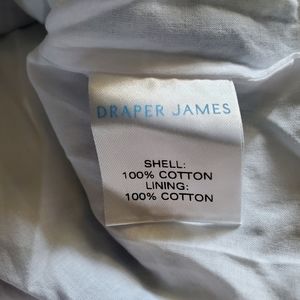 DRAPER JAMES
SHELL:
100% COTTON
LINING:
100% COTTON